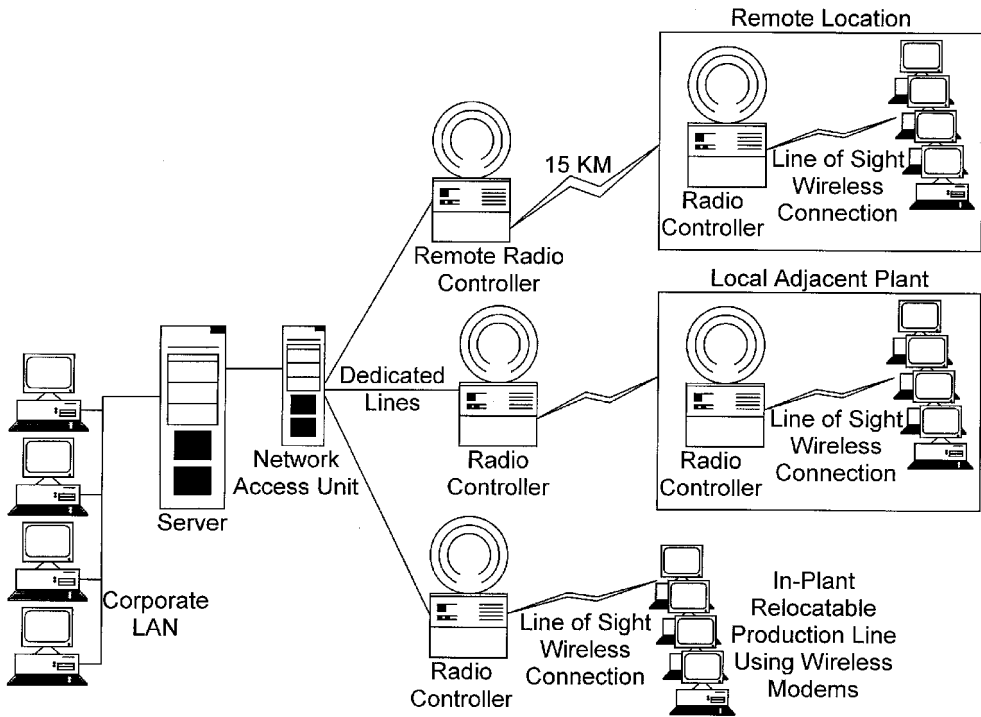 Remote Location
15 KM
Radio
Controller
Line of Sight
Wireless
Connection
Remote Radio
Controller
Local Adjacent Plant
Dedicated
Lines
Radio
Controller
Radio
Controller
Line of Sight
Wireless
Connection
Network
Access Unit
Server
Corporate
LAN
Radio
Controller
Line of Sight
Wireless
Connection
In-Plant
Relocatable
Production Line
Using Wireless
Modems